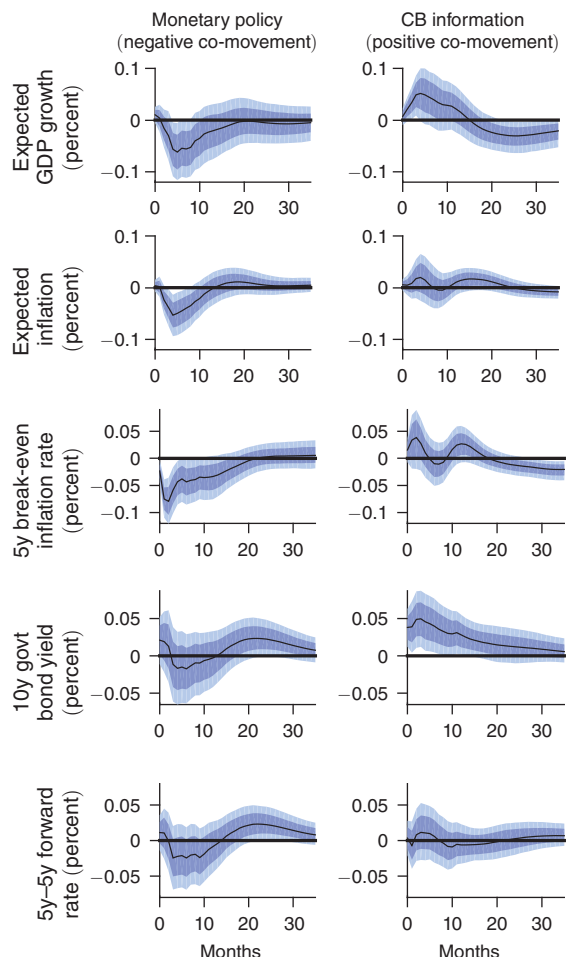 Monetary policy
(negative co-movement)
CB information
(positive co-movement)
Expected
GDP growth
(percent)
0.1
0
−0.1
0 10 20 30
0.1
0
−0.1
0 10 20 30
Expected
inflation
(percent)
0.1
0
−0.1
0 10 20 30
0.1
0
−0.1
0 10 20 30
5y break-even
inflation rate
(percent)
0.05
0
−0.05
−0.1
0 10 20 30
0.05
0
−0.05
−0.1
0 10 20 30
10y govt
bond yield
(percent)
0.05
0
−0.05
0 10 20 30
0.05
0
−0.05
0 10 20 30
5y–5y forward
rate (percent)
0.05
0
−0.05
0 10 20 30
Months
0.05
0
−0.05
0 10 20 30
Months